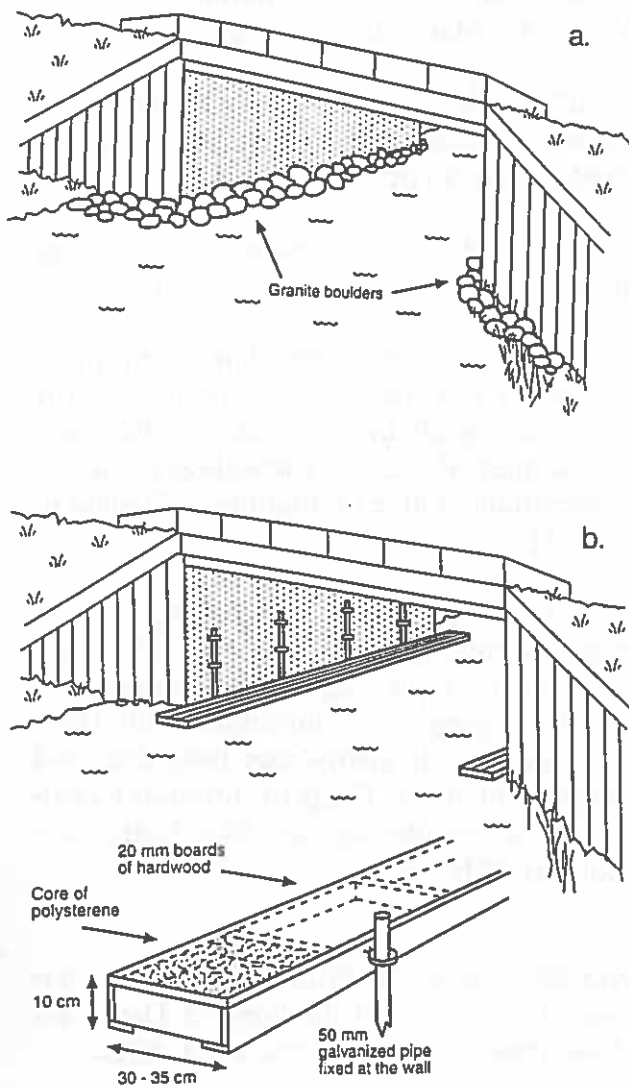 a.
Granite boulders
b.
20 mm boards
of hardwood
Core of
polysterene
10 cm
30 - 35 cm
50 mm
galvanized pipe
fixed at the wall